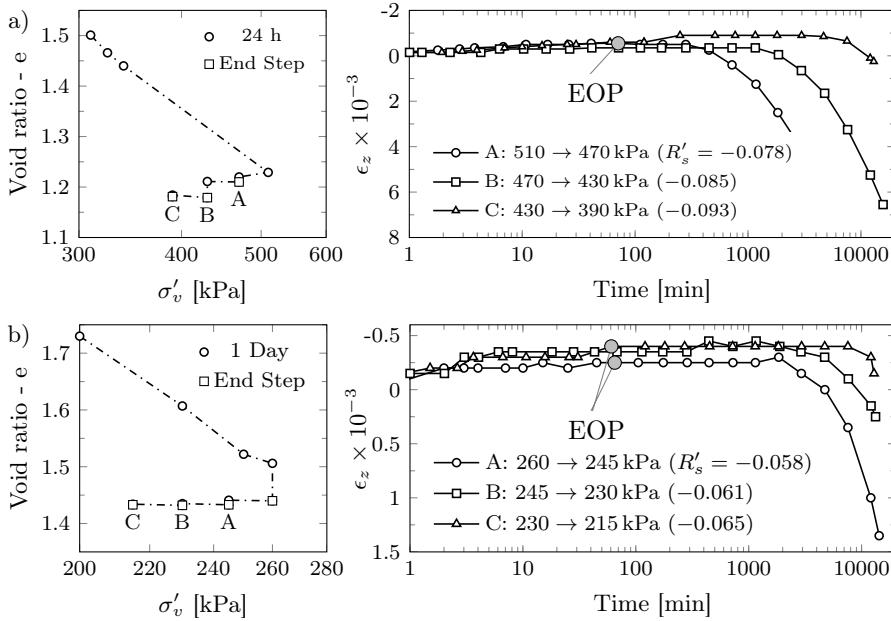 a)
Void ratio - e
1.5
1.4
1.3
1.2
1.1
300
400
500
600
σ′v [kPa]
24 h
End Step
C
B
A
ϵz × 10−3
-2
0
2
4
6
8
1
10
100
1000
10000
Time [min]
EOP
A: 510 → 470 kPa (R′s = −0.078)
B: 470 → 430 kPa (−0.085)
C: 430 → 390 kPa (−0.093)
b)
Void ratio - e
1.7
1.6
1.5
1.4
200
220
240
260
280
σ′v [kPa]
1 Day
End Step
C
B
A
ϵz × 10−3
-0.5
0
0.5
1
1.5
1
10
100
1000
10000
Time [min]
EOP
A: 260 → 245 kPa (R′s = −0.058)
B: 245 → 230 kPa (−0.061)
C: 230 → 215 kPa (−0.065)